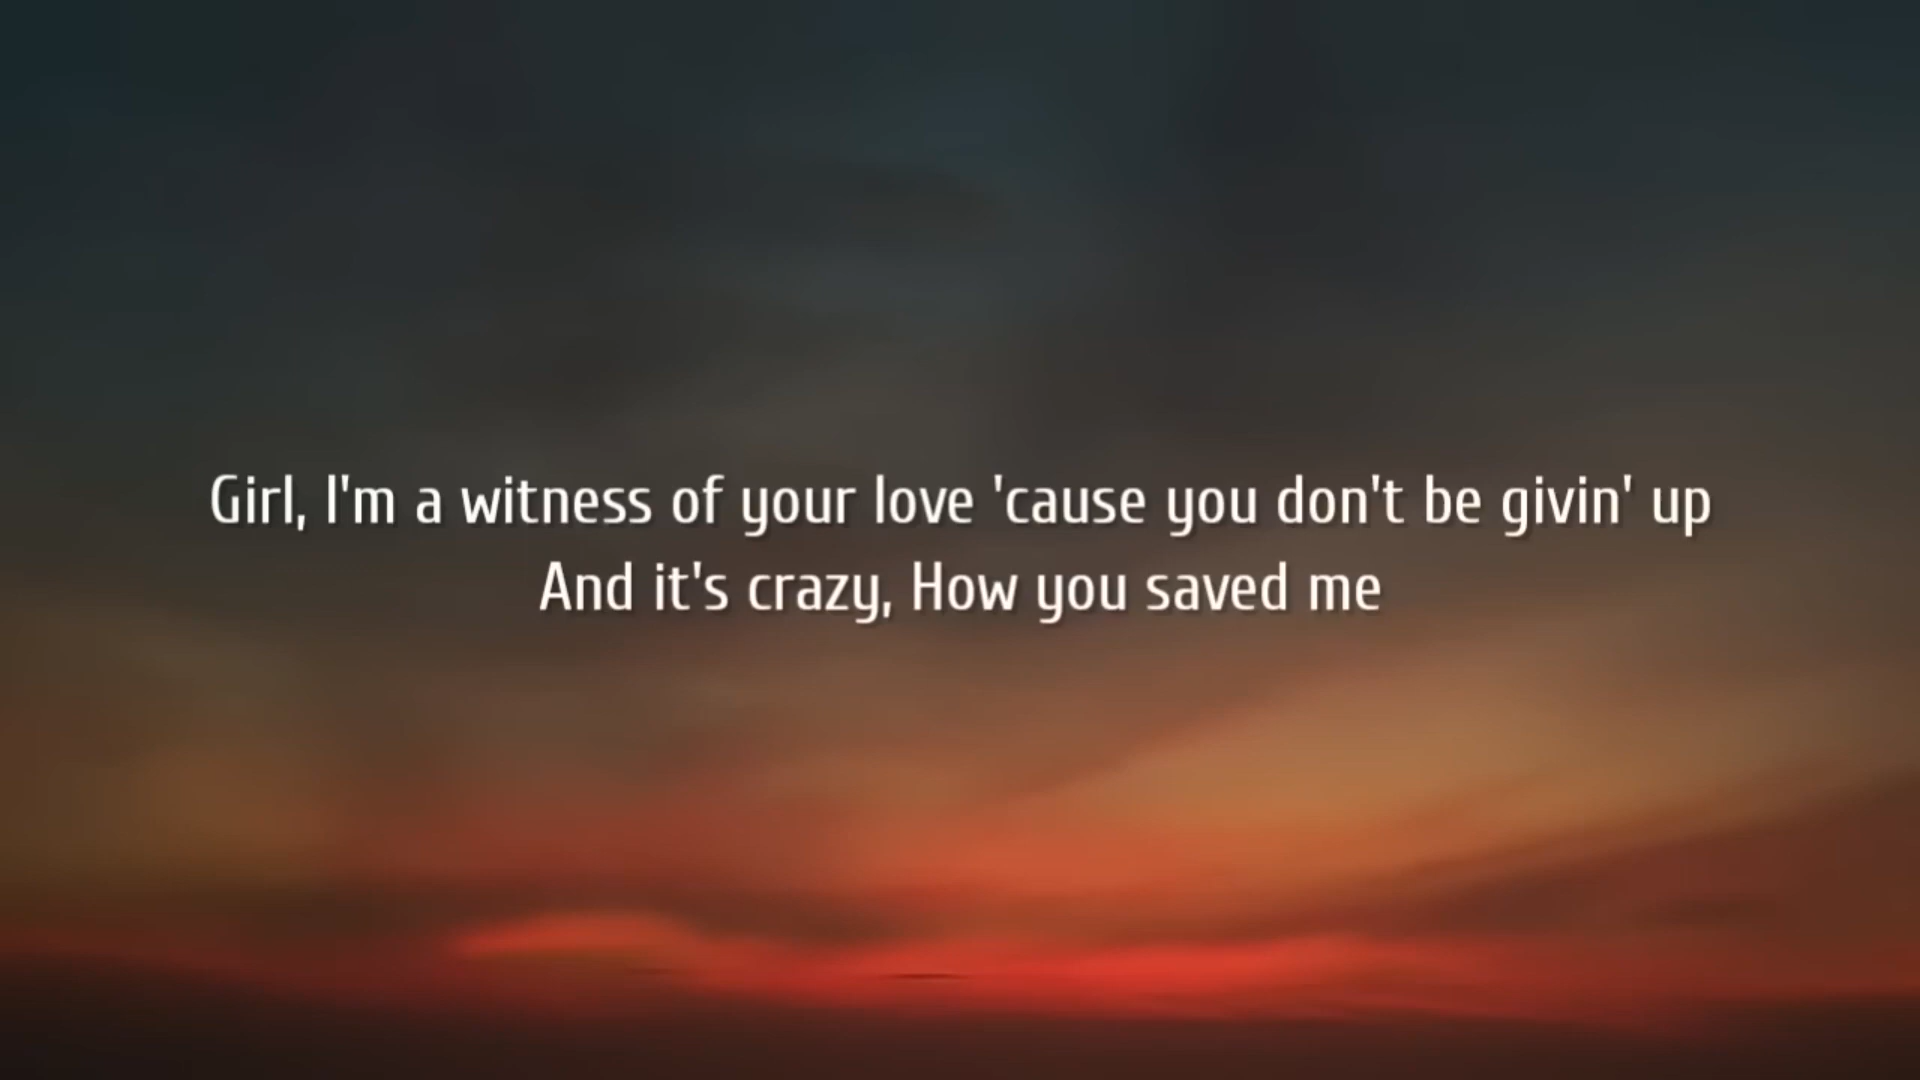 Girl, I'm a witness of your love 'cause you don't be givin' up
And it's crazy, How you saved me